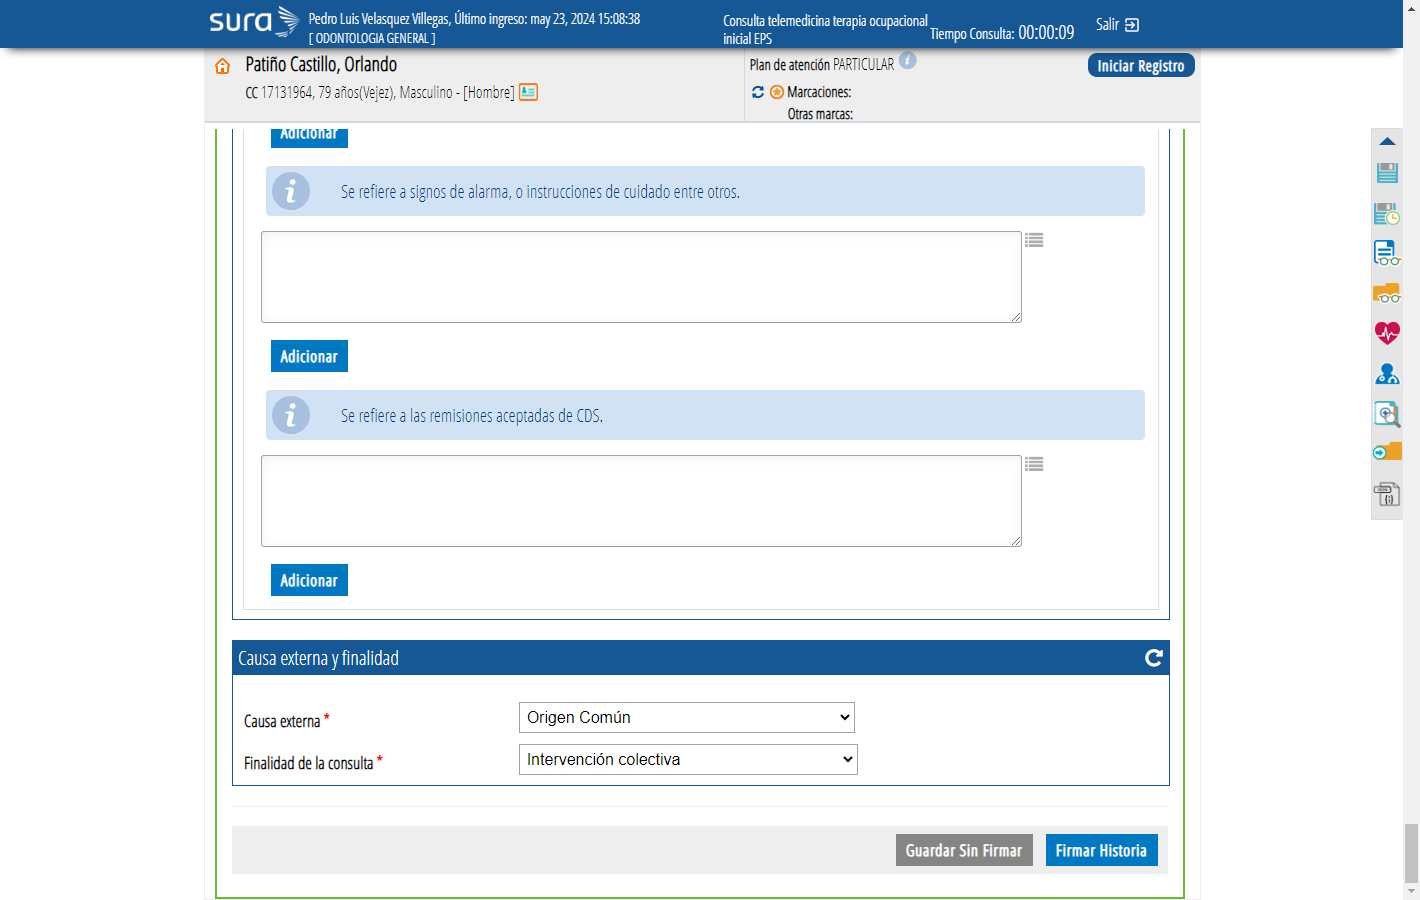 sura
Pedro Luis Velasquez Villegas, Último ingreso: may 23, 2024 15:08:38
[ ODONTOLOGIA GENERAL ]
Consulta telemedicina terapia ocupacional
inicial EPS
Tiempo Consulta: 00:00:09
Salir
Patiño Castillo, Orlando
CC 17131964, 79 años(Vejez), Masculino - [Hombre]
Plan de atención PARTICULAR
Marcaciones:
Otras marcas:
Iniciar Registro
Adicionar
Se refiere a signos de alarma, o instrucciones de cuidado entre otros.
Adicionar
Se refiere a las remisiones aceptadas de CDS.
Adicionar
Causa externa y finalidad
Causa externa *
Origen Común
Finalidad de la consulta *
Intervención colectiva
Guardar Sin Firmar
Firmar Historia